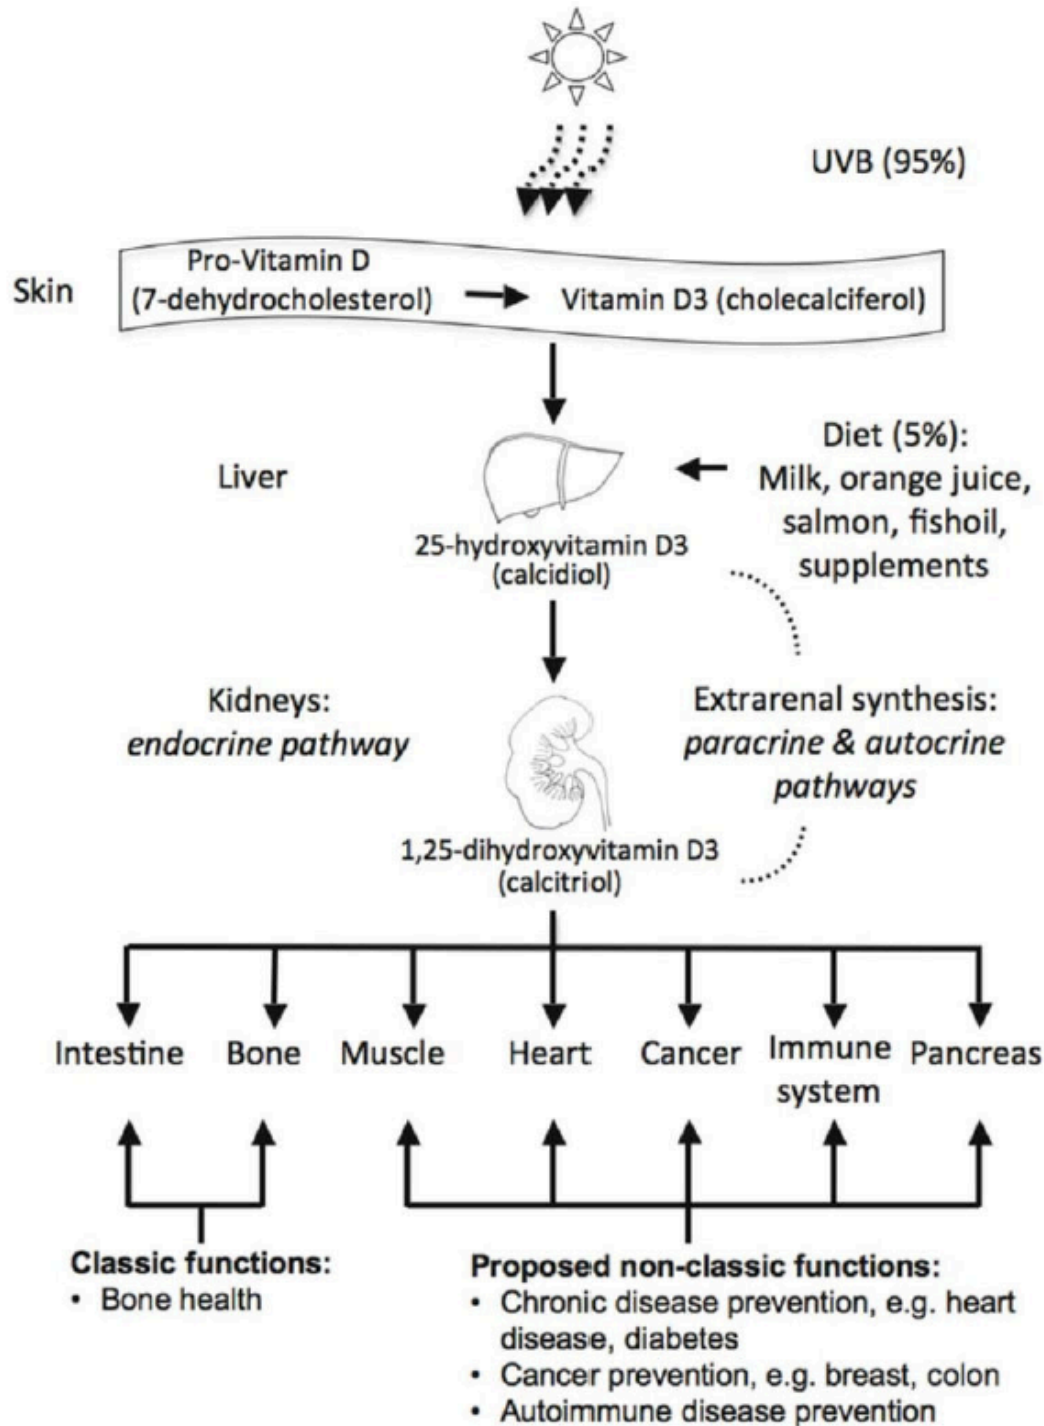 UVB (95%)
Skin
Pro-Vitamin D
(7-dehydrocholesterol)
Vitamin D3 (cholecalciferol)
Liver
Diet (5%):
Milk, orange juice,
salmon, fishoil,
supplements
25-hydroxyvitamin D3
(calcidiol)
Kidneys:
endocrine pathway
Extrarenal synthesis:
paracrine & autocrine
pathways
1,25-dihydroxyvitamin D3
(calcitriol)
Intestine
Bone
Muscle
Heart
Cancer
Immune
system
Pancreas
Classic functions:
• Bone health
Proposed non-classic functions:
• Chronic disease prevention, e.g. heart
disease, diabetes
• Cancer prevention, e.g. breast, colon
• Autoimmune disease prevention